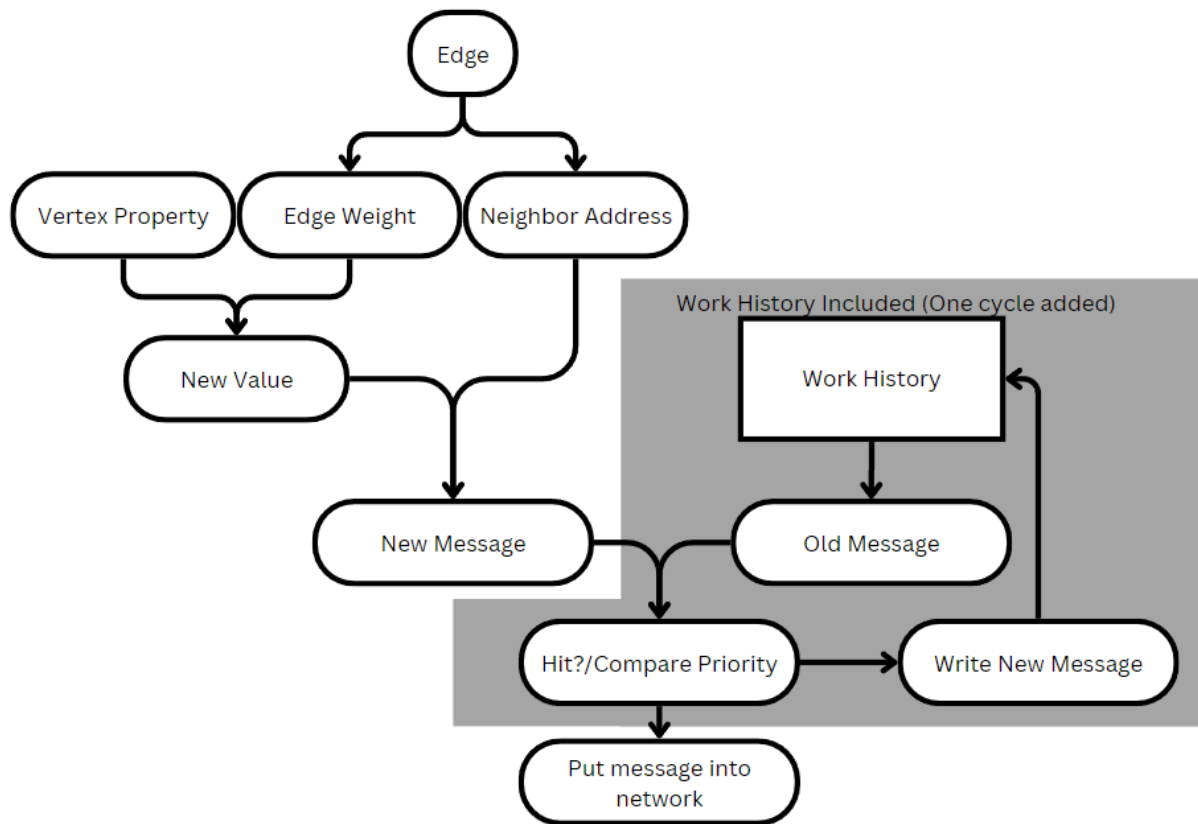 Edge
Vertex Property
Edge Weight
Neighbor Address
Work History Included (One cycle added)
New Value
Work History
New Message
Old Message
Hit?/Compare Priority
Write New Message
Put message into
network